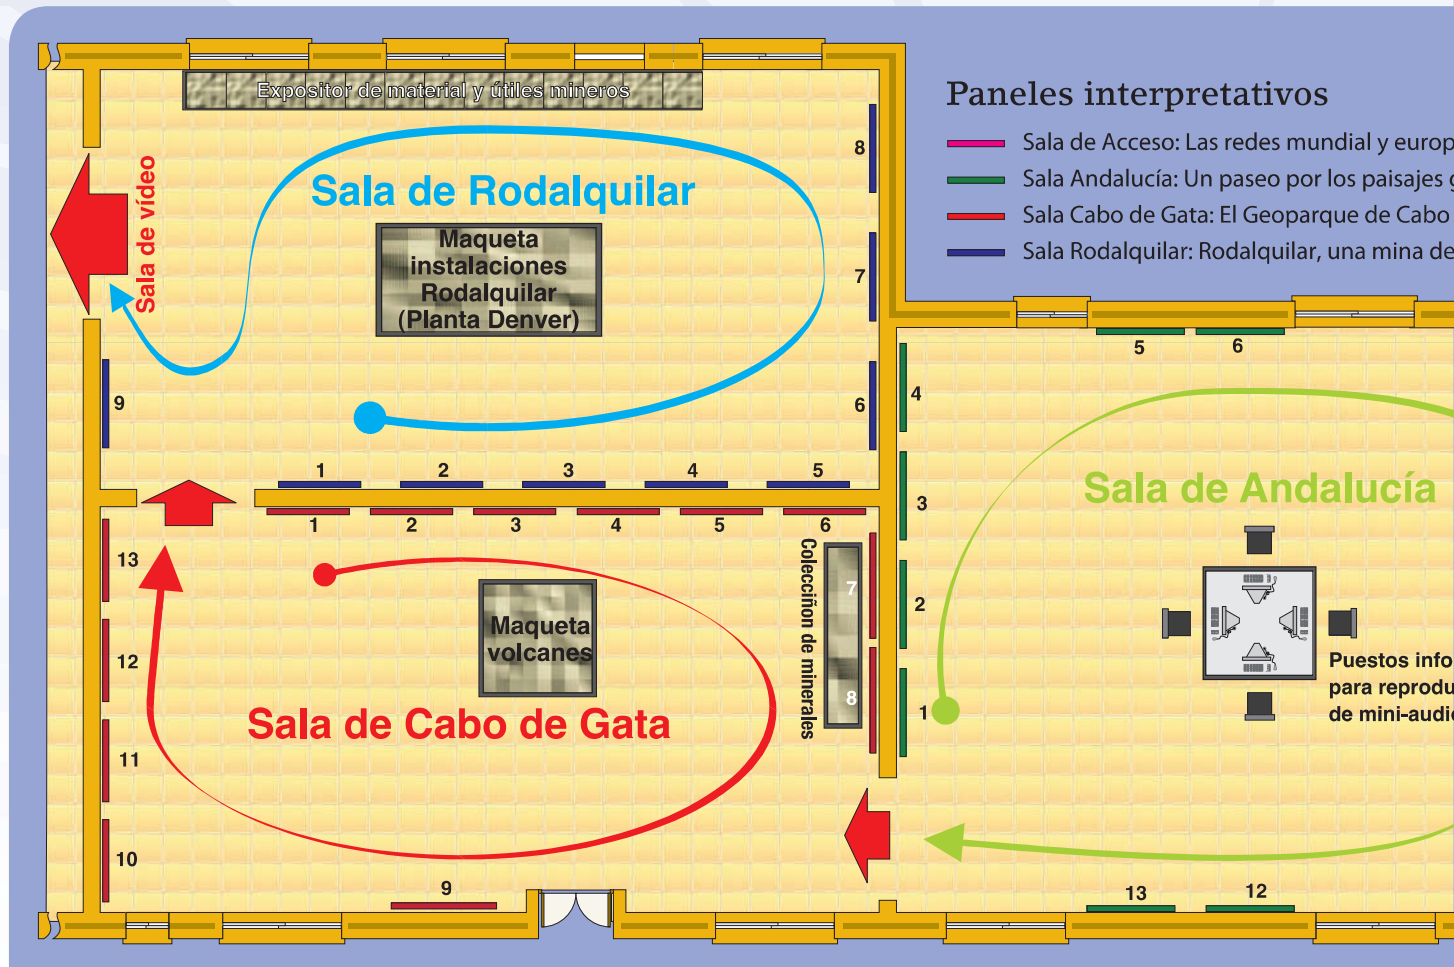 Expositor de material y útiles mineros
Paneles interpretativos
Sala de Acceso: Las redes mundial y europ
Sala Andalucía: Un paseo por los paisajes g
Sala Cabo de Gata: El Geoparque de Cabo
Sala Rodalquilar: Rodalquilar, una mina de
Sala de vídeo
Sala de Rodalquilar
Maqueta
instalaciones
Rodalquilar
(Planta Denver)
8
7
6
9
1 2 3 4 5
1 2 3 4 5 6
13
12
11
10
9
Maqueta
volcanes
Sala de Cabo de Gata
Colecciñon de minerales
7
8
5 6
4
3
2
1
Sala de Andalucía
Puestos info
para reprodu
de mini-audio
13 12